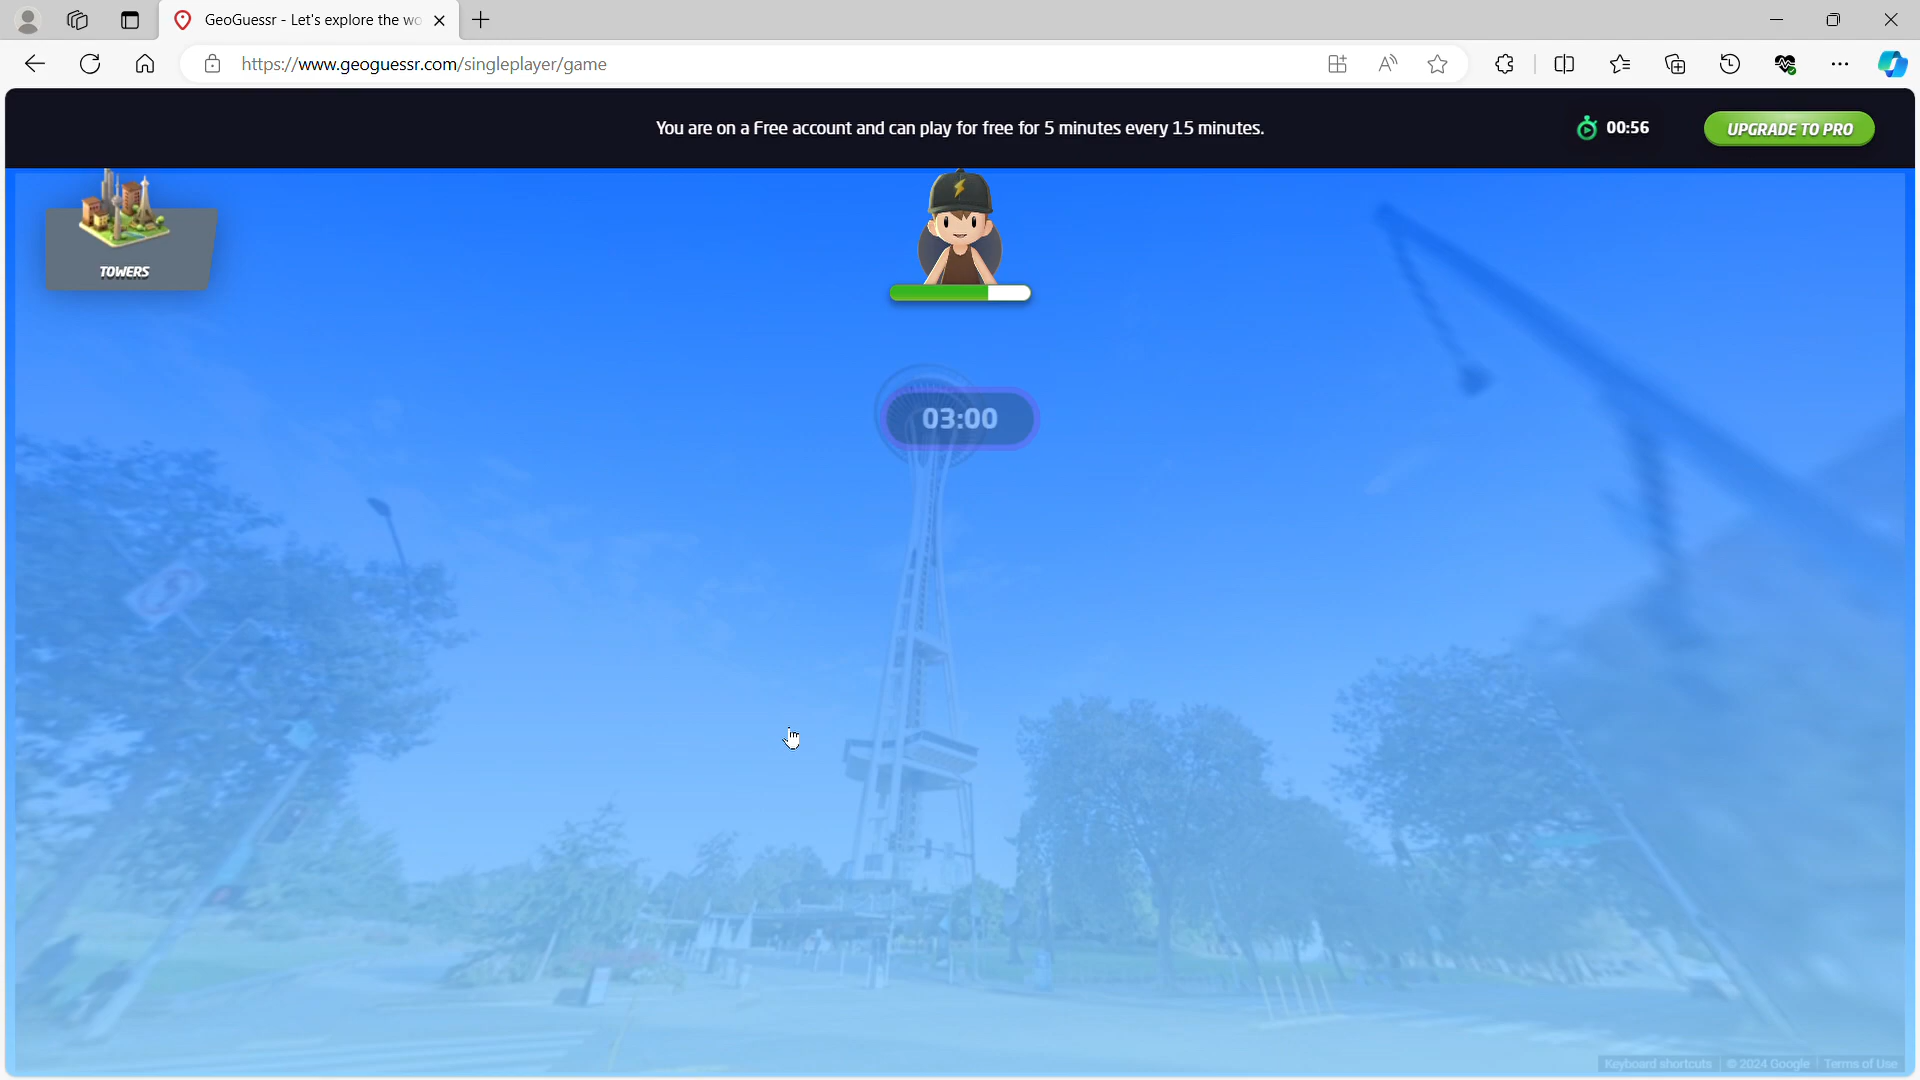 GeoGuessr - Let's explore the wo
https://www.geoguessr.com/singleplayer/game
You are on a Free account and can play for free for 5 minutes every 15 minutes.
00:56
UPGRADE TO PRO
TOWERS
03:00
Keyboard shortcuts
© 2024 Google
Terms of Use